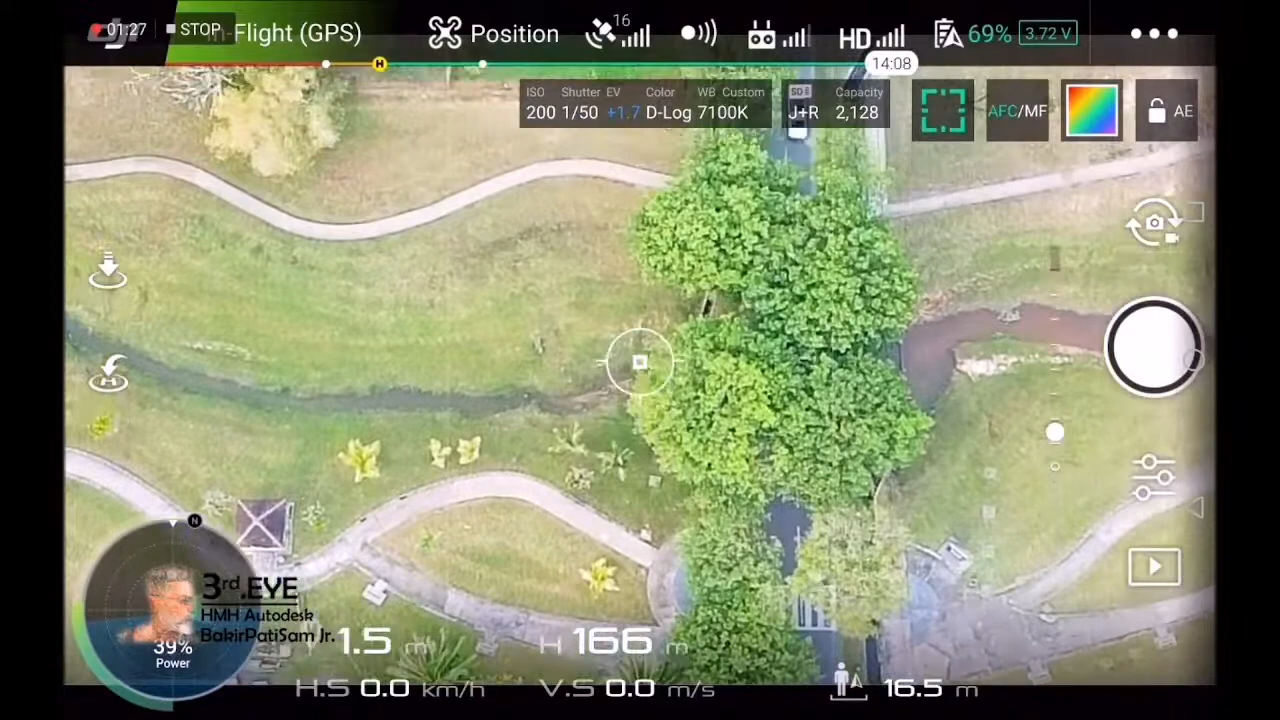 01:27 STOP n-Flight (GPS) Position 16 HD 69% 3.72 V
14:08
ISO Shutter EV Color WB Custom Capacity
200 1/50 +1.7 D-Log 7100K J+R 2,128 AFC/MF AE
N
3rd.EYE
HMH Autodesk
BakirPatiSam Jr.
39%
Power
1.5 m H 166 m
H.S 0.0 km/h V.S 0.0 m/s 16.5 m